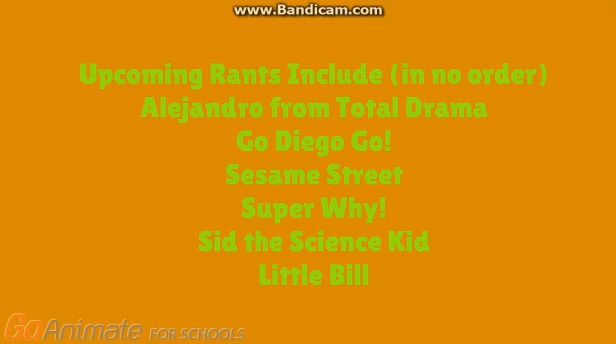 www.Bandicam.com
Upcoming Rants Include (in no order)
Alejandro from Total Drama
Go Diego Go!
Sesame Street
Super Why!
Sid the Science Kid
Little Bill
GoAnimate FOR SCHOOLS